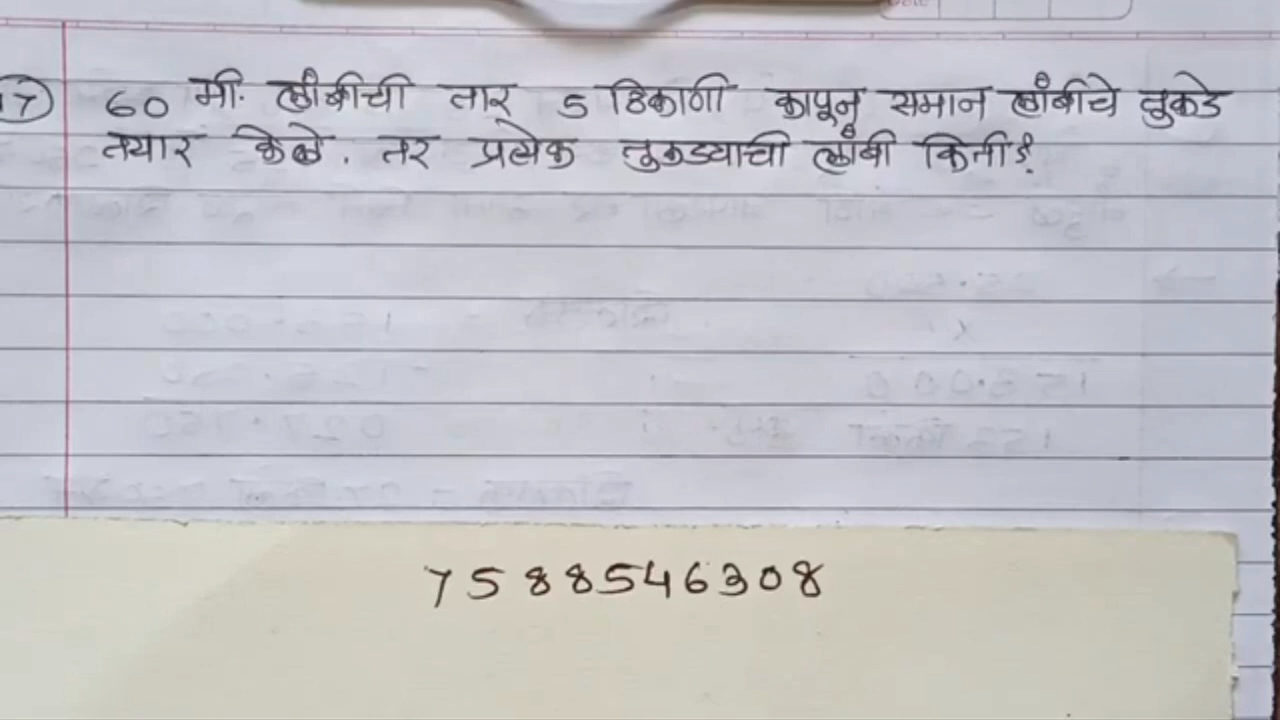 17) 60 मी. लांबीची तार 5 ठिकाणी कापून समान लांबीचे तुकडे
तयार केले. तर प्रत्येक तुकड्याची लांबी किती?
7588546308